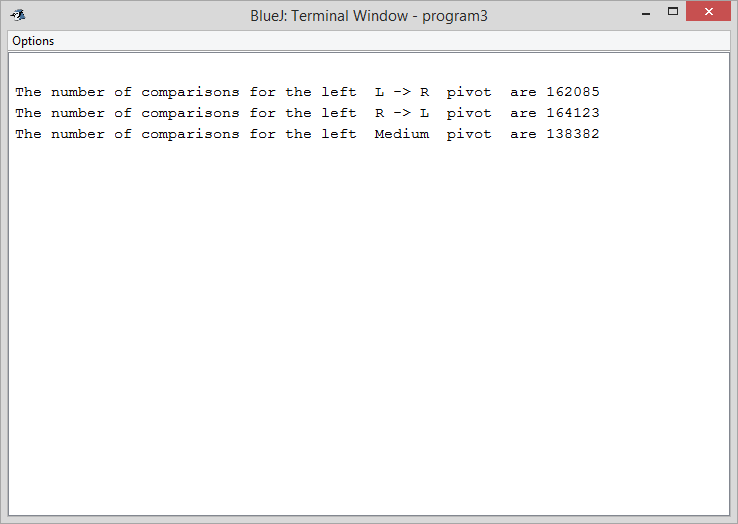 BlueJ: Terminal Window - program3
Options
The number of comparisons for the left  L -> R  pivot  are 162085
The number of comparisons for the left  R -> L  pivot  are 164123
The number of comparisons for the left  Medium  pivot  are 138382